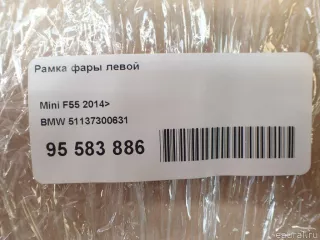 Рамка фары левой
Mini F55 2014>
BMW 51137300631
95 583 886